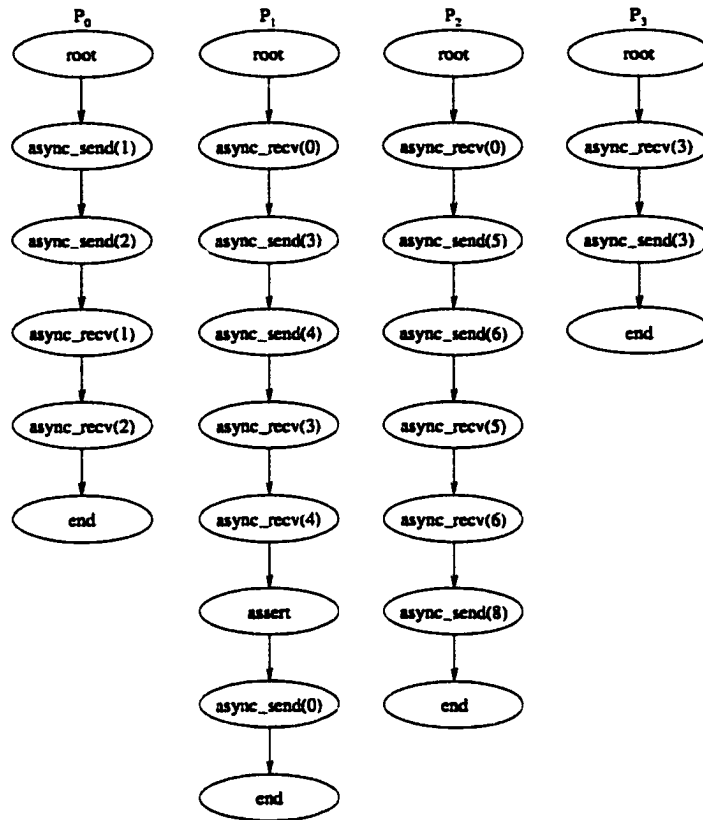 P0 P1 P2 P3
root root root root
async_send(1) async_recv(0) async_recv(0) async_recv(3)
async_send(2) async_send(3) async_send(5) async_send(3)
async_recv(1) async_send(4) async_send(6) end
async_recv(2) async_recv(3) async_recv(5)
end async_recv(4) async_recv(6)
assert async_send(8)
async_send(0) end
end